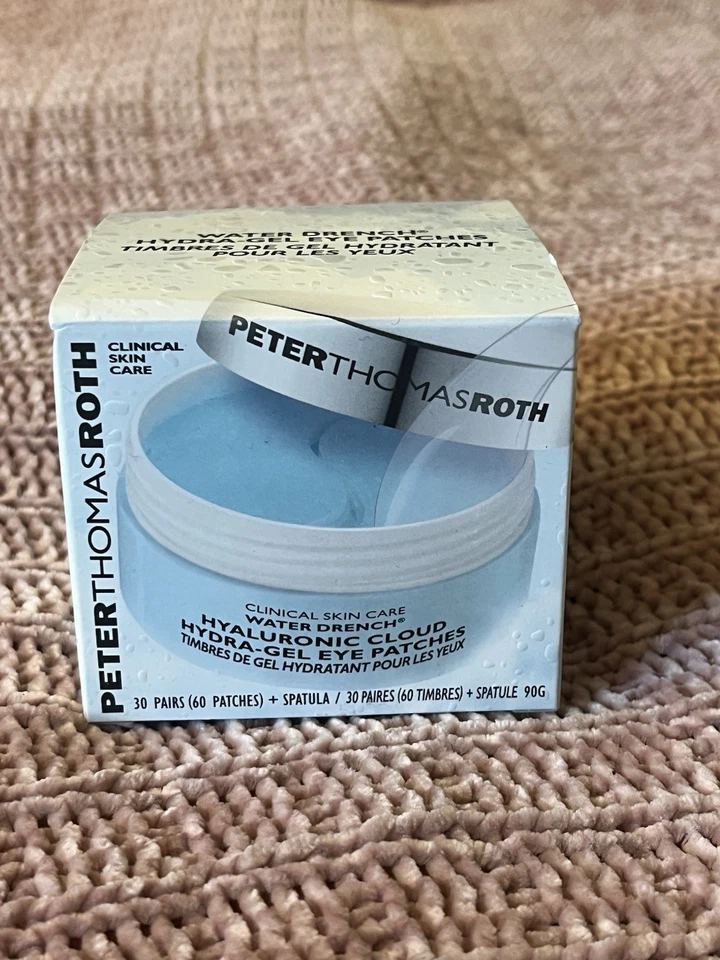 WATER DRENCH®
HYDRA-GEL EYE PATCHES
TIMBRES DE GEL HYDRATANT
POUR LES YEUX
PETERTHOMASROTH
CLINICAL
SKIN
CARE
PETERTHOMASROTH
CLINICAL SKIN CARE
WATER DRENCH®
HYALURONIC CLOUD
HYDRA-GEL EYE PATCHES
TIMBRES DE GEL HYDRATANT POUR LES YEUX
30 PAIRS (60 PATCHES) + SPATULA / 30 PAIRES (60 TIMBRES) + SPATULE 90G